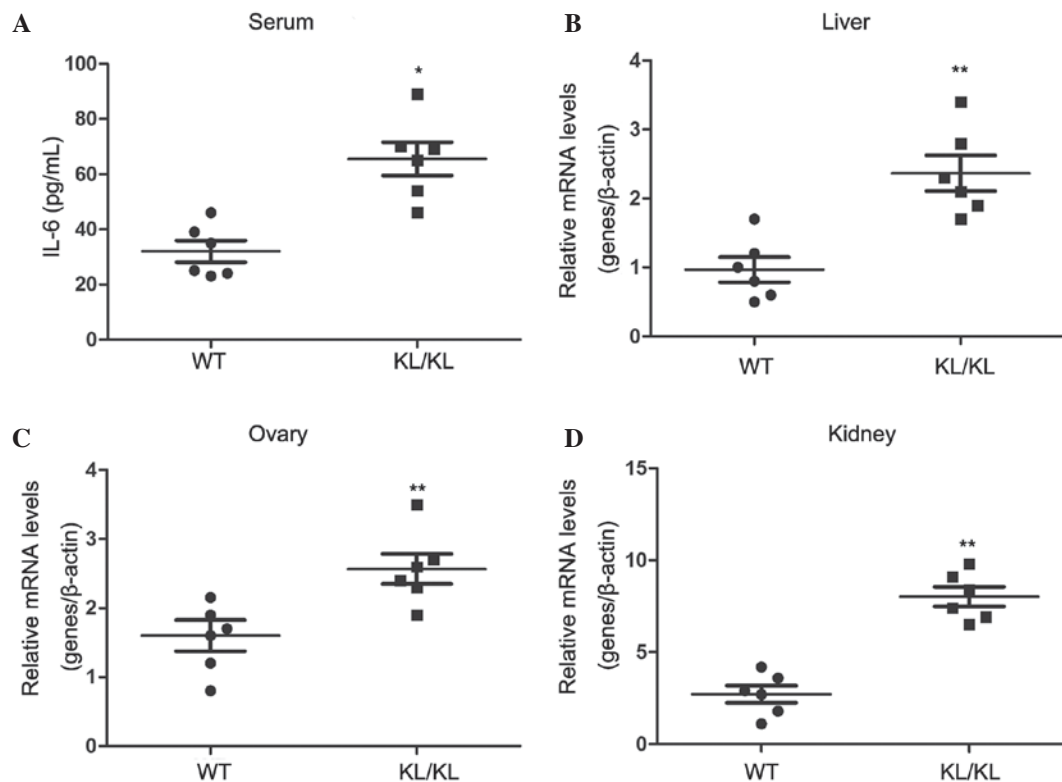 A
Serum
IL-6 (pg/mL)
100
80
60
40
20
0
*
WT
KL/KL
B
Liver
Relative mRNA levels
(genes/β-actin)
4
3
2
1
0
**
WT
KL/KL
C
Ovary
Relative mRNA levels
(genes/β-actin)
4
3
2
1
0
**
WT
KL/KL
D
Kidney
Relative mRNA levels
(genes/β-actin)
15
10
5
0
**
WT
KL/KL